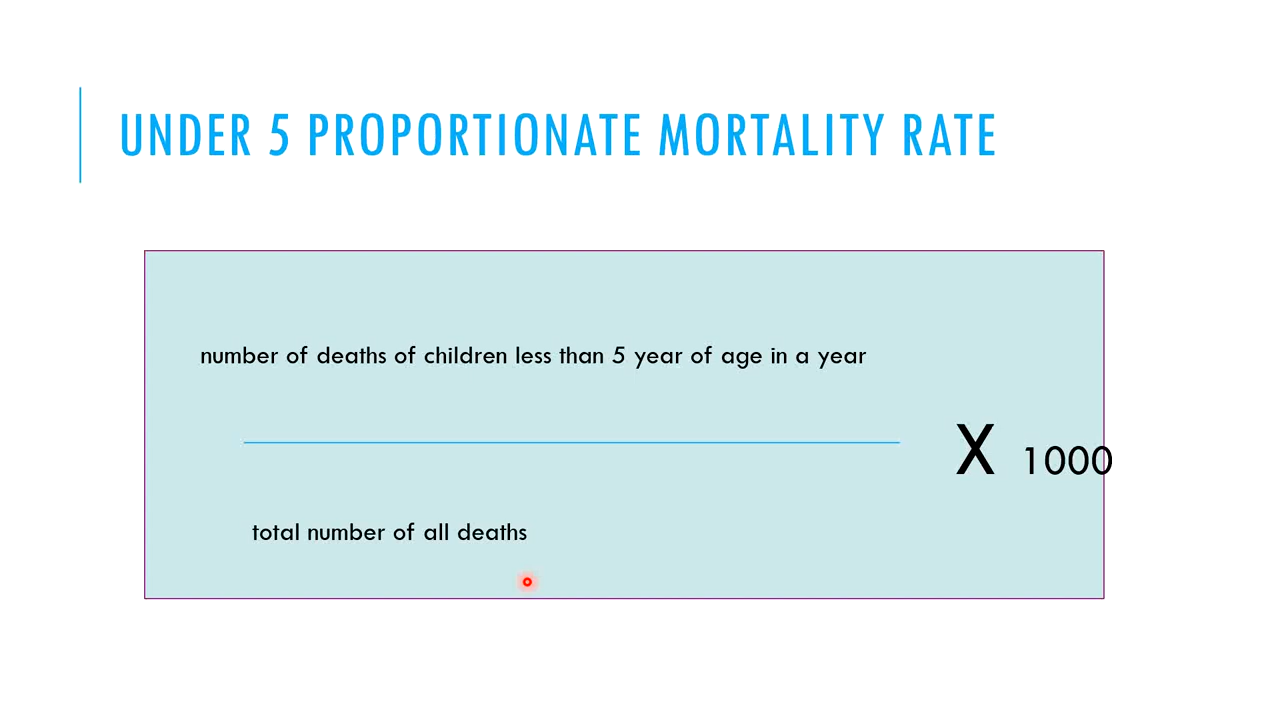 UNDER 5 PROPORTIONATE MORTALITY RATE
number of deaths of children less than 5 year of age in a year
X 1000
total number of all deaths